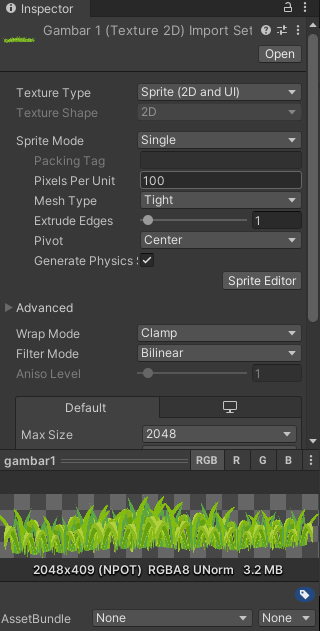 Inspector
Gambar 1 (Texture 2D) Import Set
Open
Texture Type Sprite (2D and UI)
Texture Shape 2D
Sprite Mode Single
Packing Tag
Pixels Per Unit 100
Mesh Type Tight
Extrude Edges 1
Pivot Center
Generate Physics S
Sprite Editor
Advanced
Wrap Mode Clamp
Filter Mode Bilinear
Aniso Level 1
Default
Max Size 2048
gambar1 RGB R G B
2048x409 (NPOT) RGBA8 UNorm 3.2 MB
AssetBundle None None